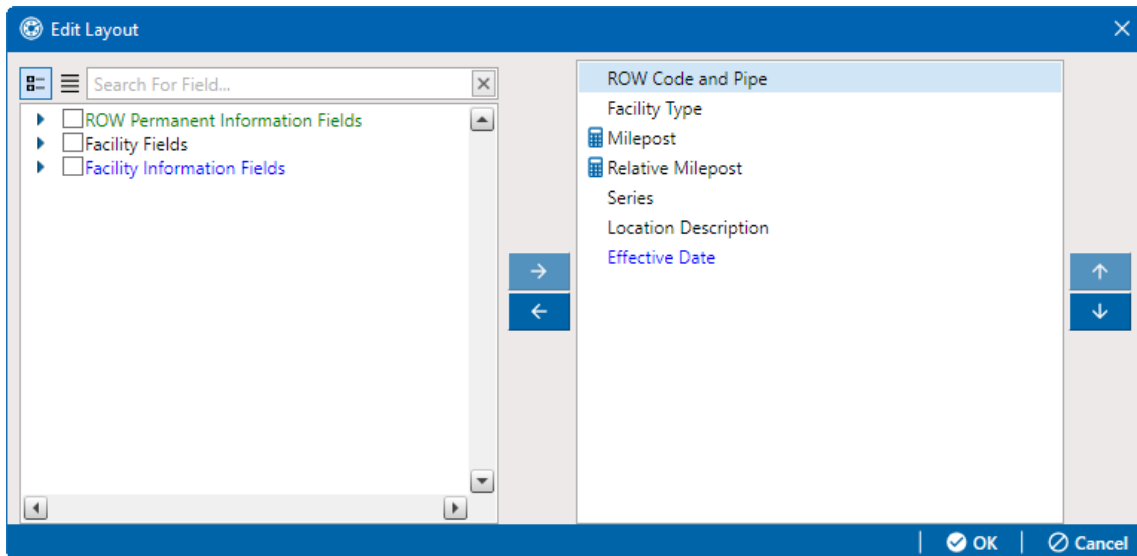 Edit Layout
Search For Field...
ROW Permanent Information Fields
Facility Fields
Facility Information Fields
ROW Code and Pipe
Facility Type
Milepost
Relative Milepost
Series
Location Description
Effective Date
OK
Cancel